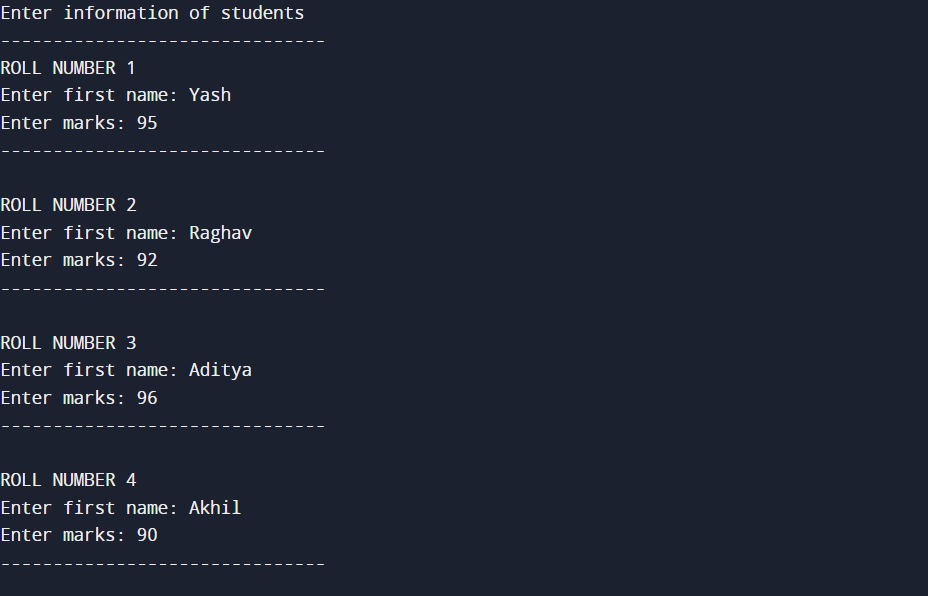 Enter information of students
-------------------------------
ROLL NUMBER 1
Enter first name: Yash
Enter marks: 95
-------------------------------
ROLL NUMBER 2
Enter first name: Raghav
Enter marks: 92
-------------------------------
ROLL NUMBER 3
Enter first name: Aditya
Enter marks: 96
-------------------------------
ROLL NUMBER 4
Enter first name: Akhil
Enter marks: 90
-------------------------------